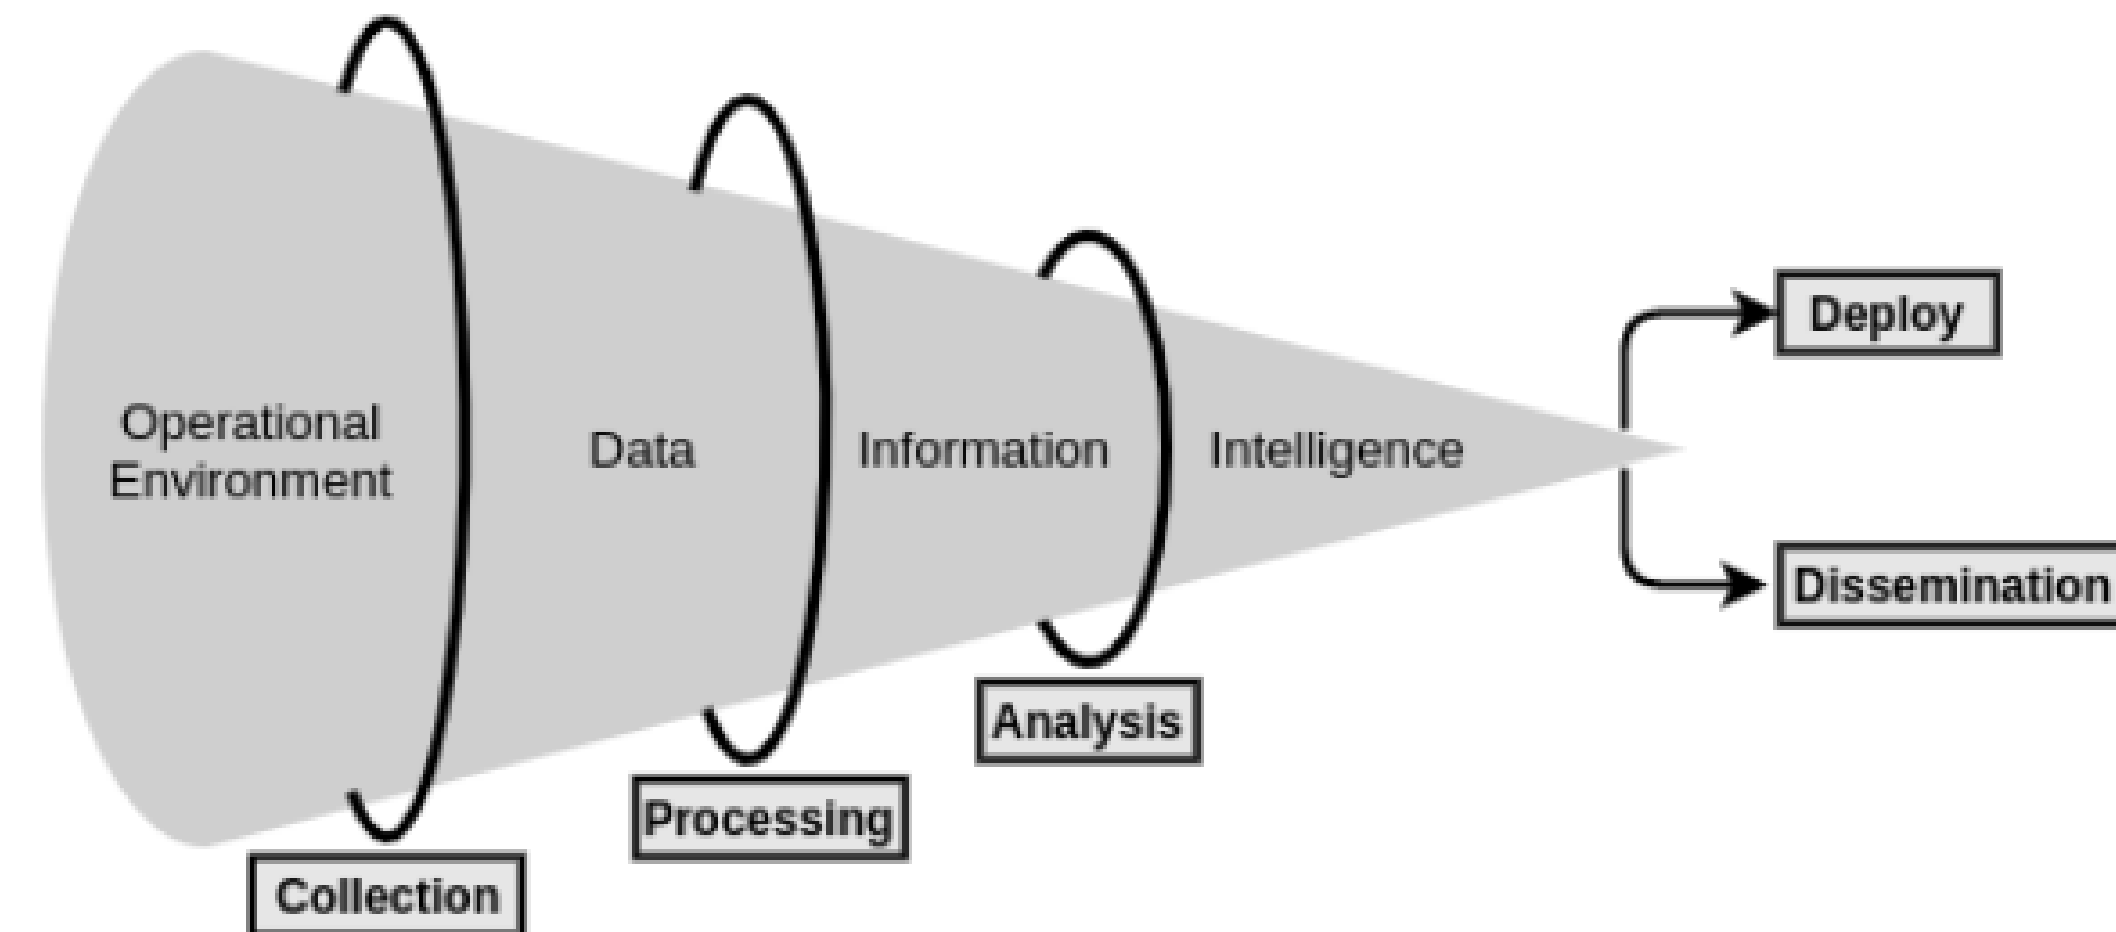 Operational
Environment
Data
Information
Intelligence
Deploy
Dissemination
Analysis
Processing
Collection